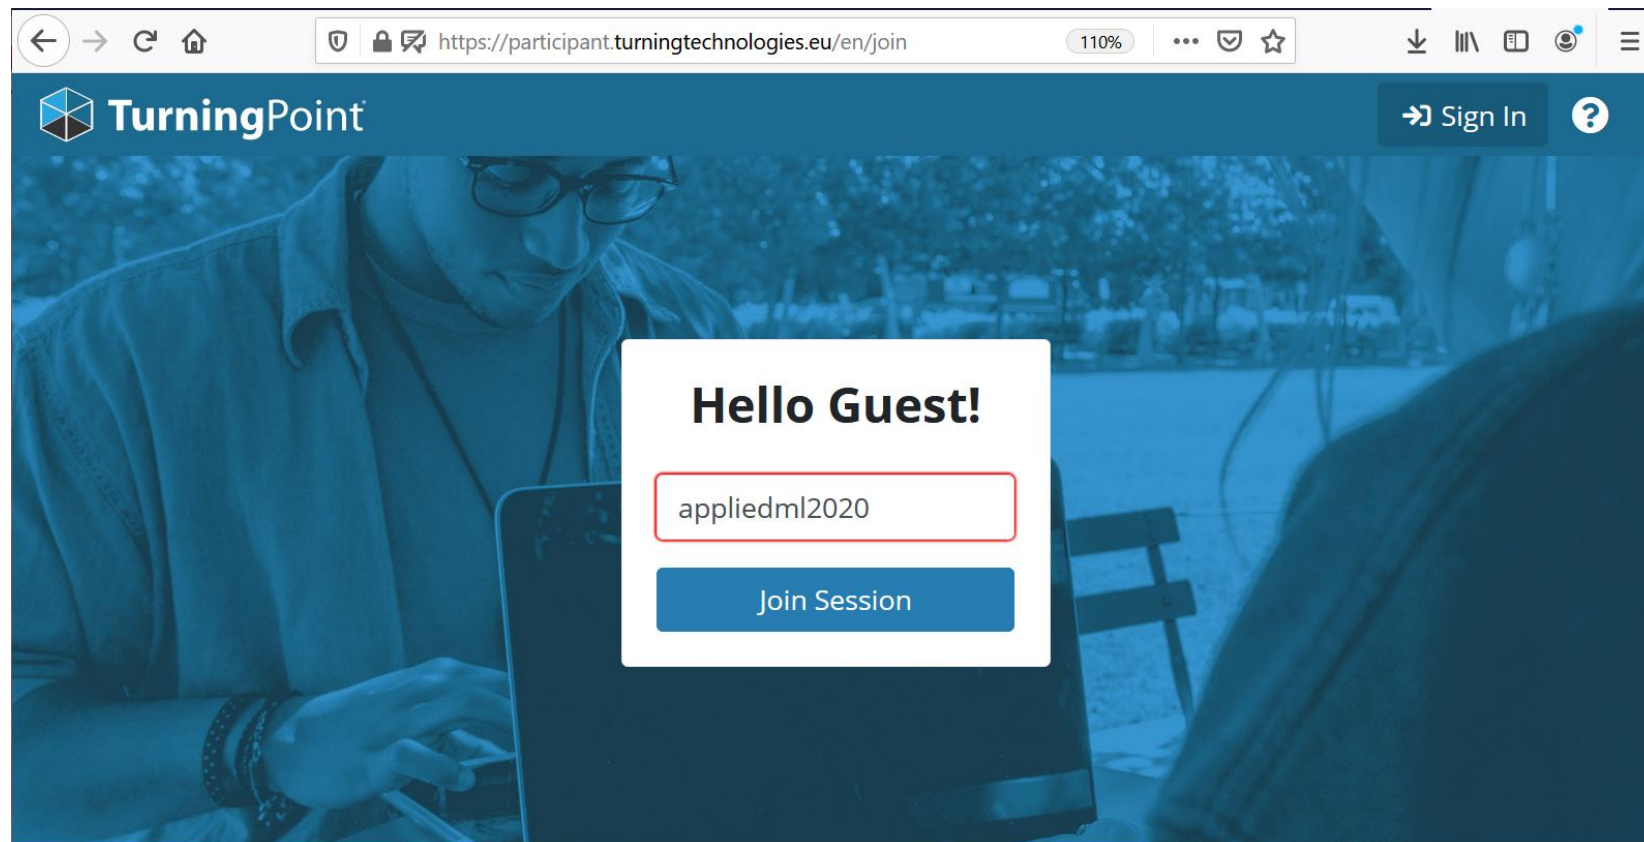 https://participant.turningtechnologies.eu/en/join
110%
TurningPoint
Sign In
Hello Guest!
appliedml2020
Join Session